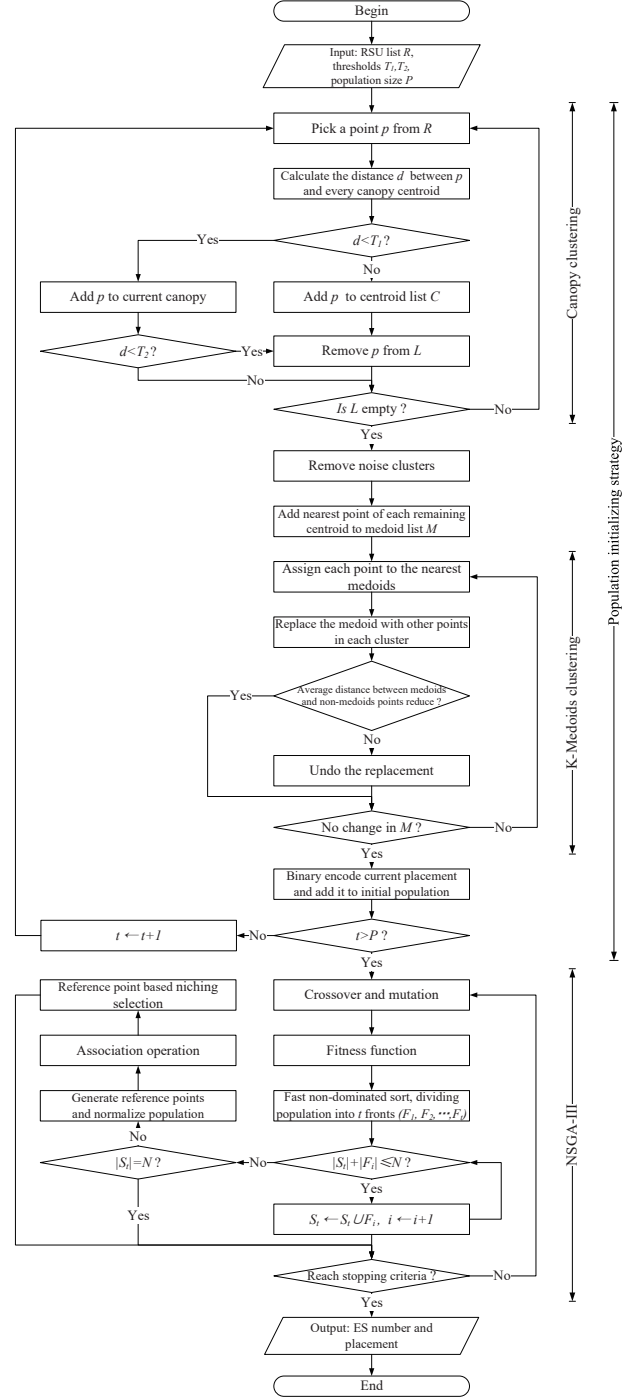 Begin
Input: RSU list R,
thresholds T1,T2,
population size P
Pick a point p from R
Calculate the distance d between p
and every canopy centroid
Yes
d<T1?
No
Add p to current canopy
Add p to centroid list C
d<T2?
Yes
Remove p from L
No
Is L empty ?
No
Yes
Remove noise clusters
Add nearest point of each remaining
centroid to medoid list M
Assign each point to the nearest
medoids
Replace the medoid with other points
in each cluster
Yes
Average distance between medoids
and non-medoids points reduce ?
No
Undo the replacement
No change in M ?
No
Yes
Binary encode current placement
and add it to initial population
t ←t+1
No
t>P ?
Yes
Canopy clustering
K-Medoids clustering
Population initializing strategy
Reference point based niching
selection
Crossover and mutation
Association operation
Fitness function
Generate reference points
and normalize population
Fast non-dominated sort, dividing
population into t fronts (F1, F2, ···,Ft)
No
|St|=N ?
No
|St|+|Fi|⩽N ?
Yes
Yes
St ←St ∪Fi, i ←i+1
Reach stopping criteria ?
No
Yes
NSGA-III
Output: ES number and
placement
End